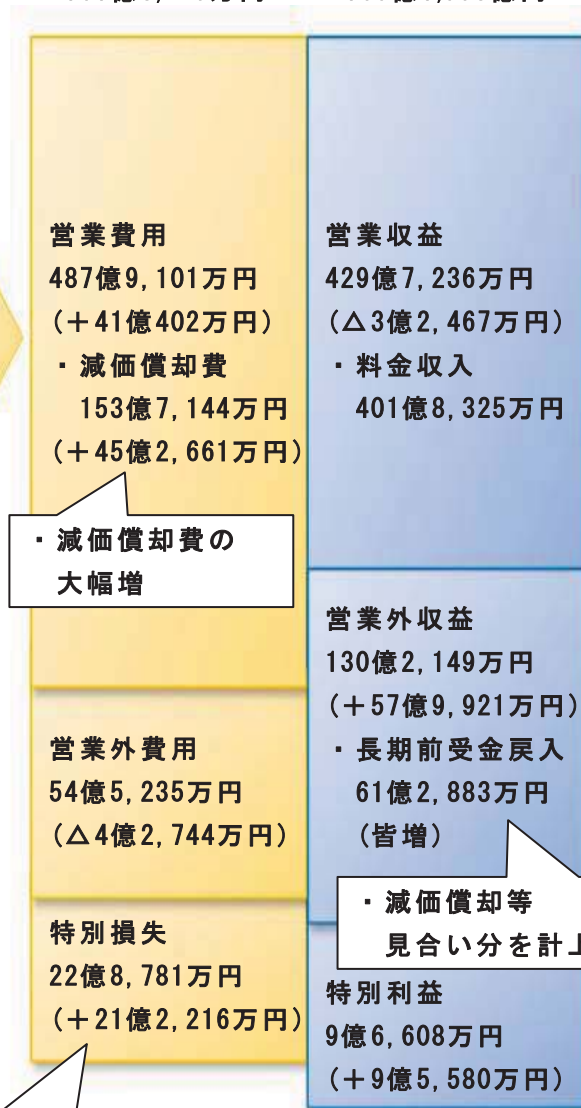 営業費用
487億9,101万円
(＋41億402万円)
・減価償却費
153億7,144万円
(＋45億2,661万円)
・減価償却費の
大幅増
営業外費用
54億5,235万円
(△4億2,744万円)
特別損失
22億8,781万円
(＋21億2,216万円)
営業収益
429億7,236万円
(△3億2,467万円)
・料金収入
401億8,325万円
営業外収益
130億2,149万円
(＋57億9,921万円)
・長期前受金戻入
61億2,883万円
(皆増)
・減価償却等
見合い分を計上
特別利益
9億6,608万円
(＋9億5,580万円)